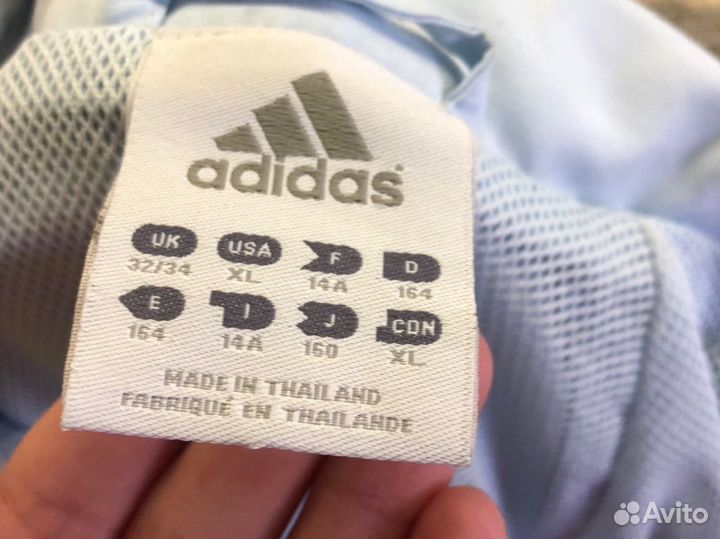 adidas
UK USA F D
32/34 XL 14A 164
E I J CDN
164 14A 160 XL
MADE IN THAILAND
FABRIQUÉ EN THAILANDE
Avito